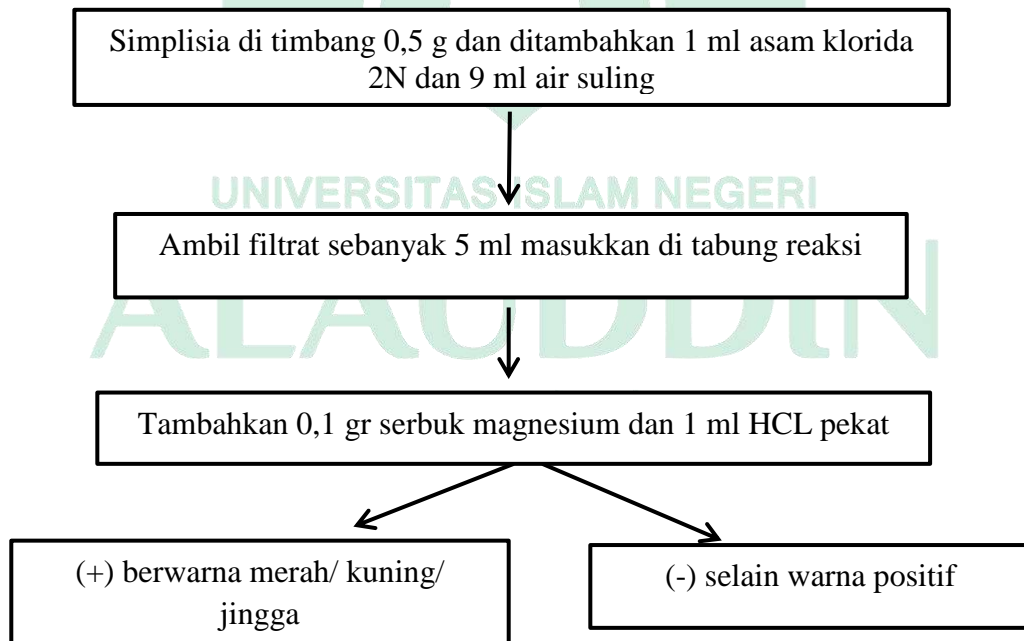 Simplisia di timbang 0,5 g dan ditambahkan 1 ml asam klorida
2N dan 9 ml air suling
UNIVERSITAS ISLAM NEGERI
Ambil filtrat sebanyak 5 ml masukkan di tabung reaksi
ALAUDDIN
Tambahkan 0,1 gr serbuk magnesium dan 1 ml HCL pekat
(+) berwarna merah/ kuning/
jingga
(-) selain warna positif